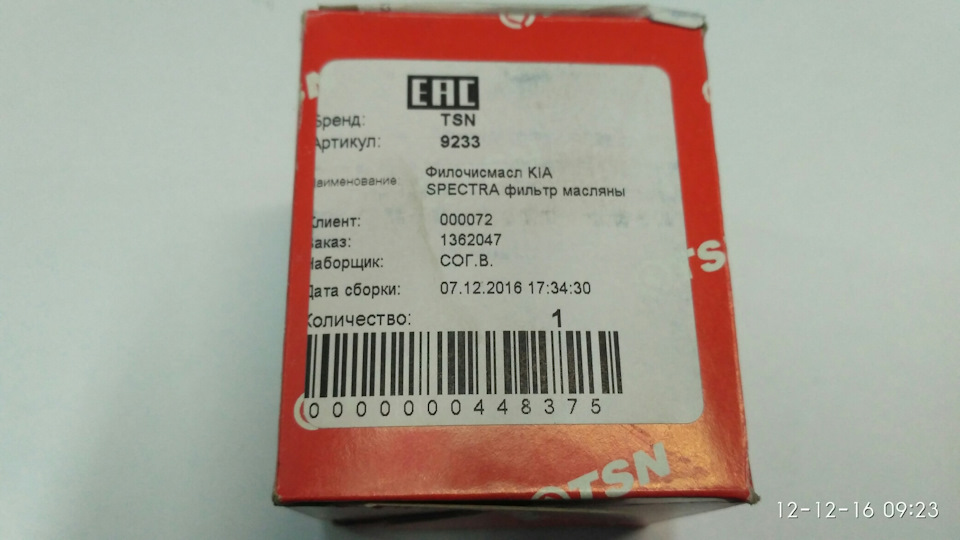 TSN
EAC
Бренд: TSN
Артикул: 9233
Наименование Филочисмасл KIA
SPECTRA фильтр масляны
Клиент: 000072
Заказ: 1362047
Наборщик: СОГ.В.
Дата сборки: 07.12.2016 17:34:30
Количество: 1
0000000448375
TSN
12-12-16 09:23